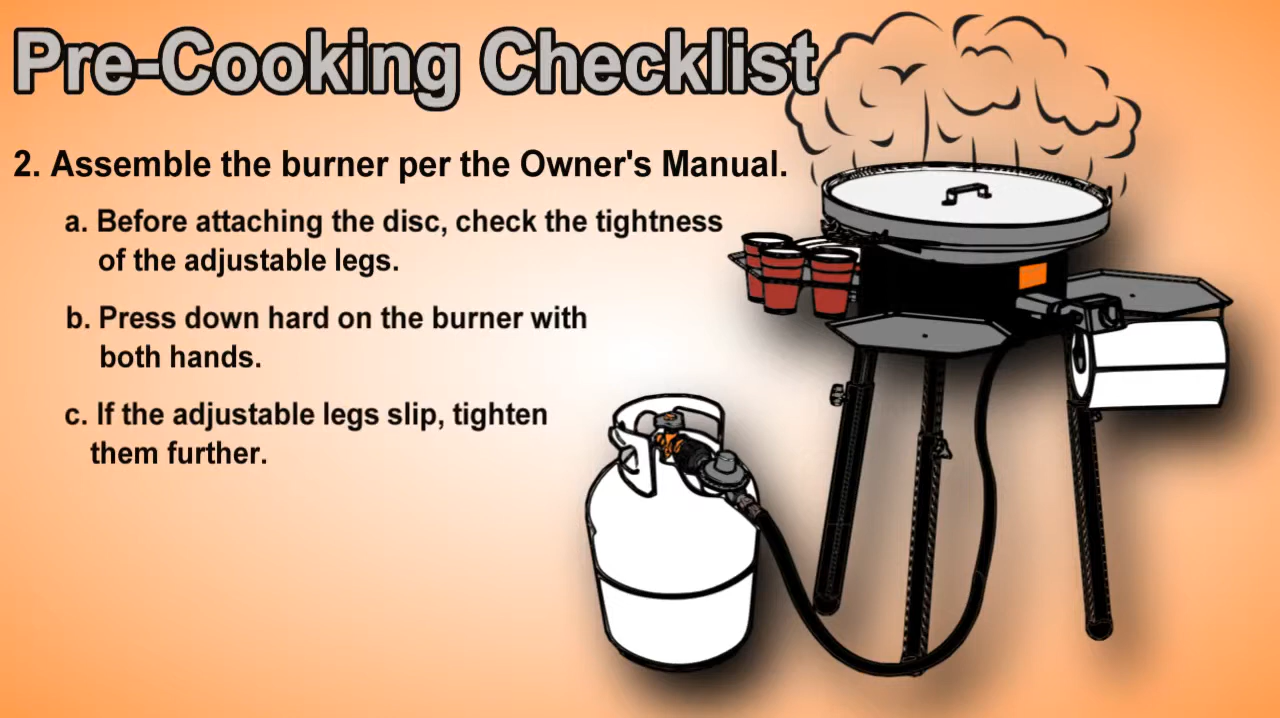 Pre-Cooking Checklist
2. Assemble the burner per the Owner's Manual.
a. Before attaching the disc, check the tightness
of the adjustable legs.
b. Press down hard on the burner with
both hands.
c. If the adjustable legs slip, tighten
them further.